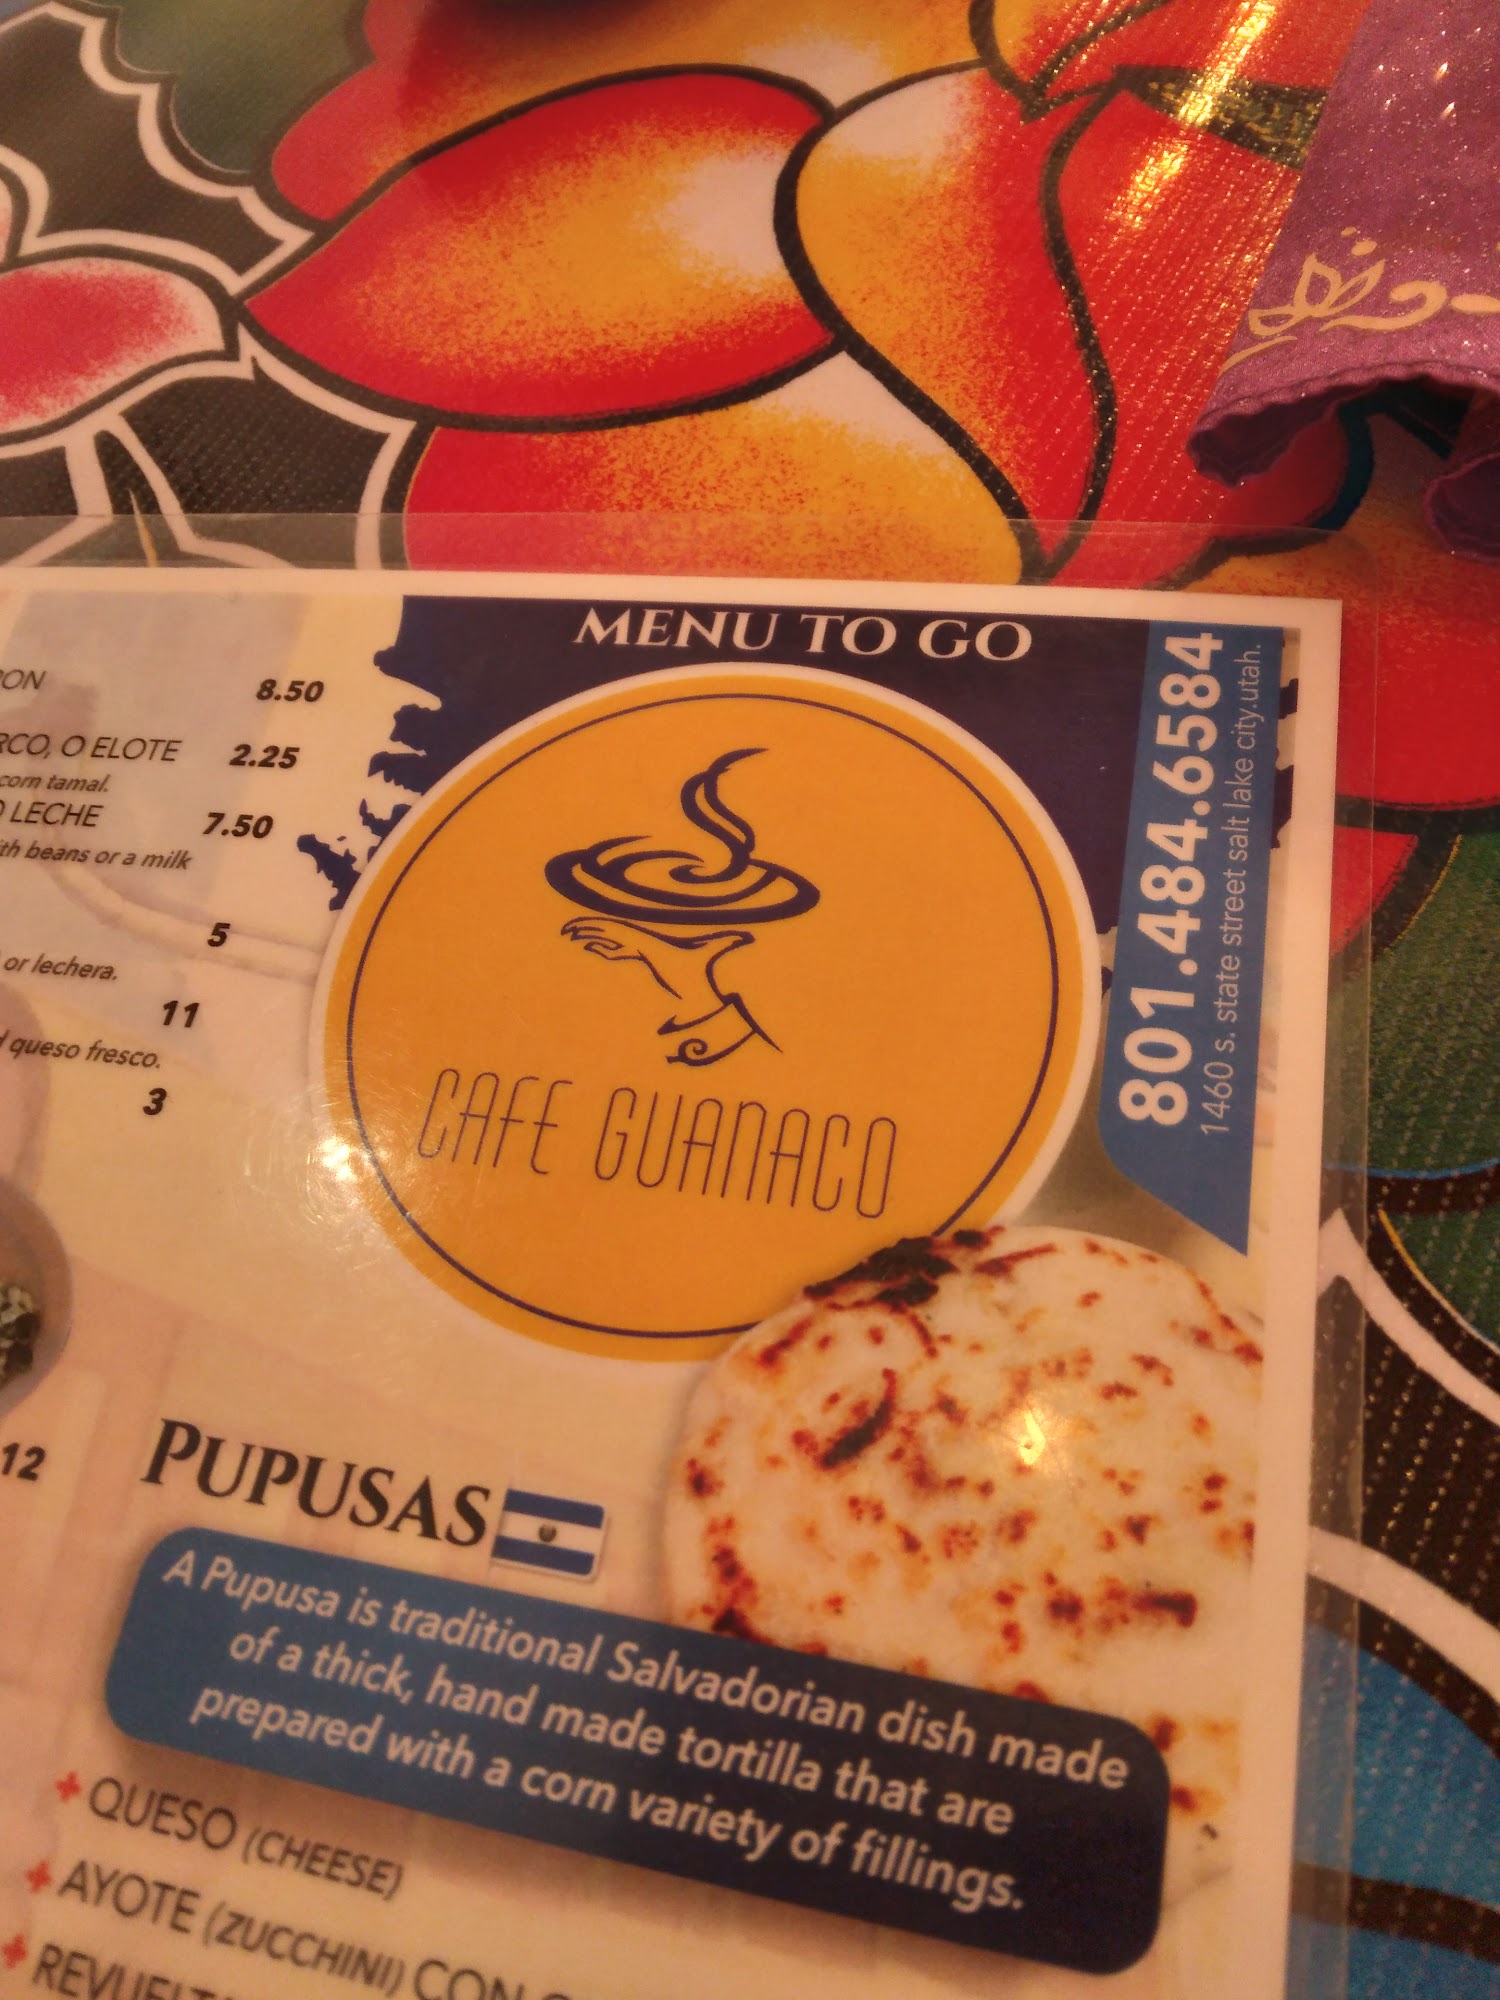 MENU TO GO
801.484.6584
1460 s. state street salt lake city.utah.
8.50
O ELOTE 2.25
corn tamal.
LECHE 7.50
beans or a milk
5
or lechera.
11
queso fresco.
3
12
CAFE GUANACO
PUPUSAS
A Pupusa is traditional Salvadorian dish made
of a thick, hand made tortilla that are
prepared with a corn variety of fillings.
QUESO (CHEESE)
AYOTE (ZUCCHINI) CON